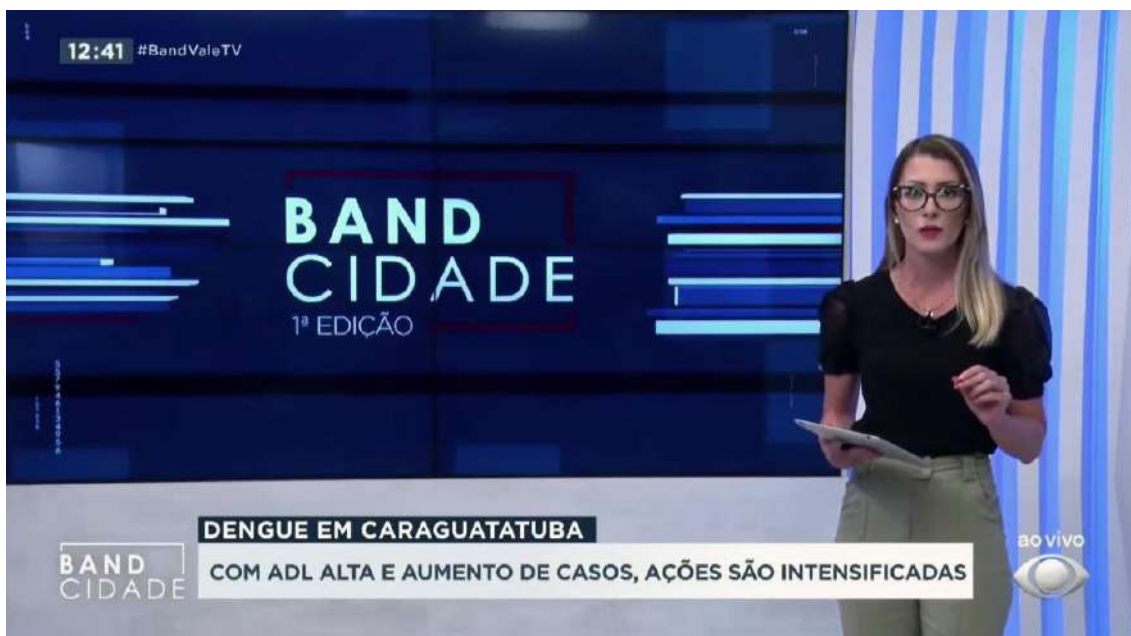 12:41 #BandValeTV
BAND
CIDADE
1ª EDIÇÃO
DENGUE EM CARAGUATATUBA
COM ADL ALTA E AUMENTO DE CASOS, AÇÕES SÃO INTENSIFICADAS
BAND
CIDADE
ao vivo